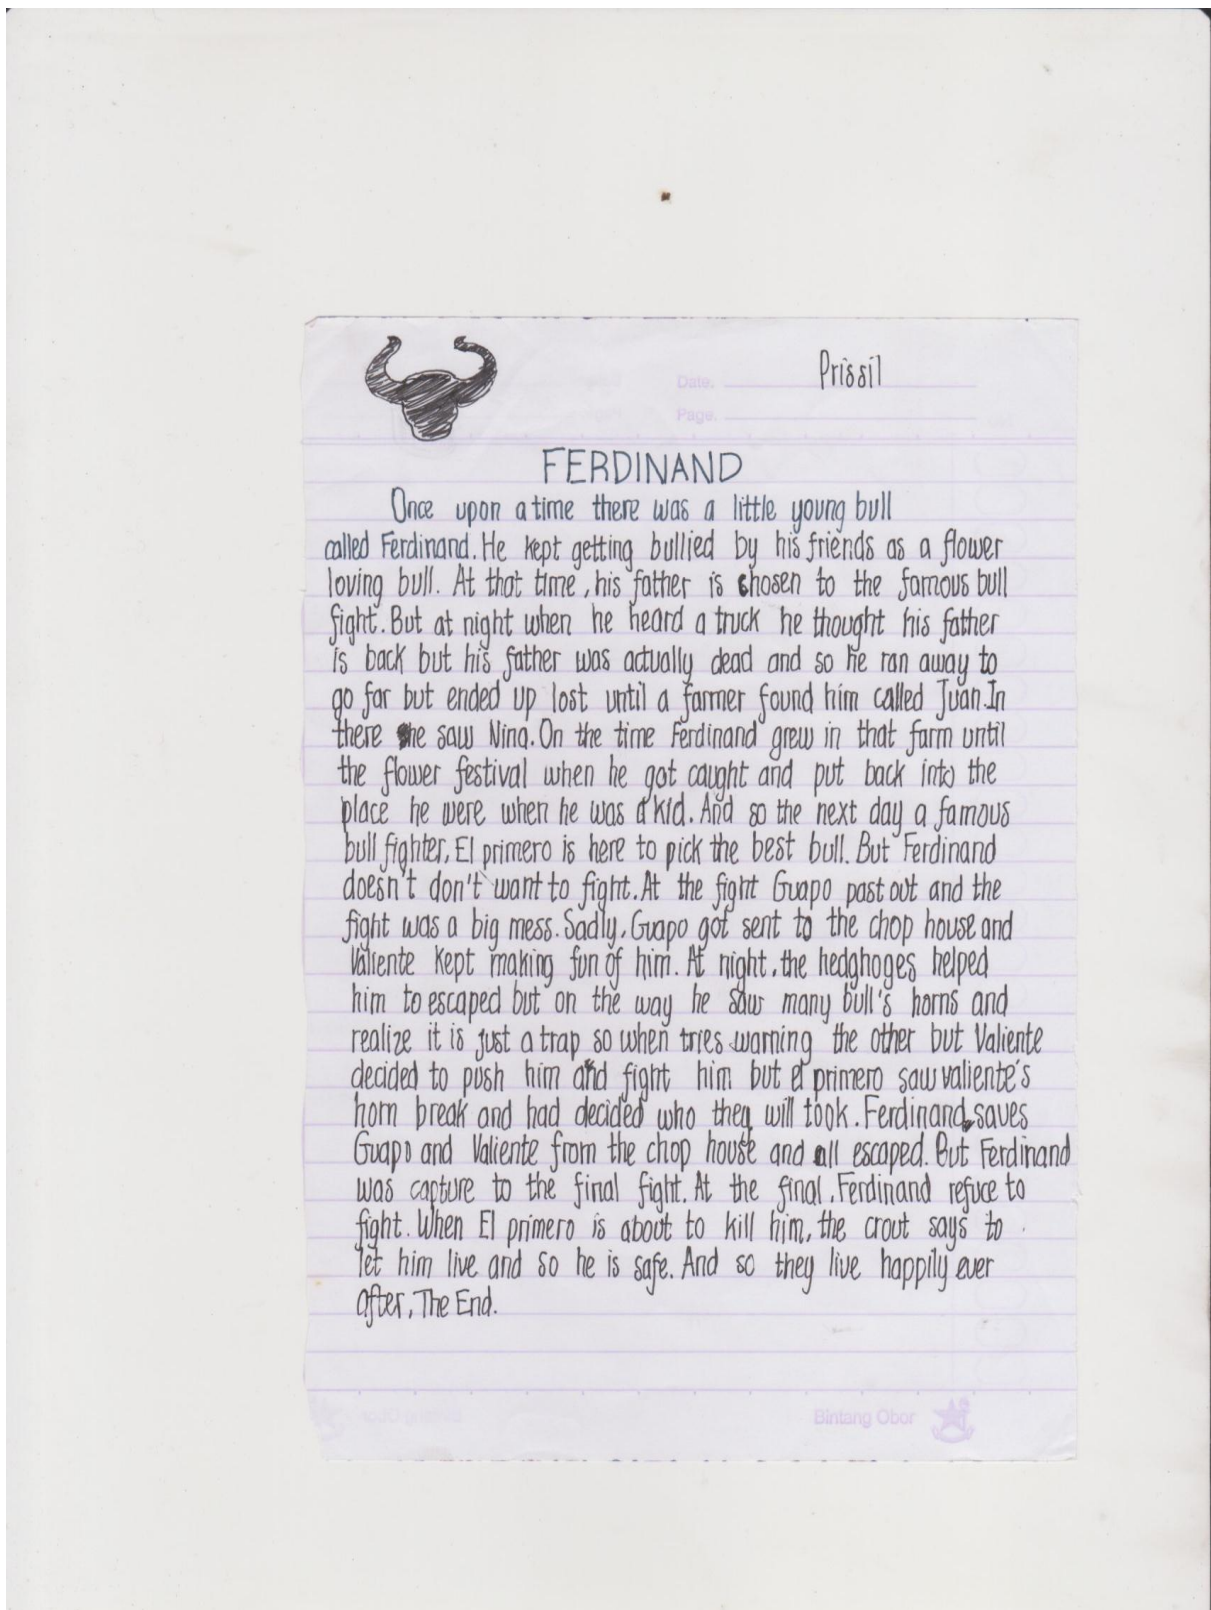 Prissil
Date.
Page.
FERDINAND
Once upon a time there was a little young bull
called Ferdinand. He kept getting bullied by his friends as a flower
loving bull. At that time, his father is chosen to the famous bull
fight. But at night when he heard a truck he thought his father
is back but his father was actually dead and so he ran away to
go far but ended up lost until a farmer found him called Juan. In
there he saw Nina. On the time Ferdinand grew in that farm until
the flower festival when he got caught and put back into the
place he were when he was a kid. And so the next day a famous
bull fighter, El primero is here to pick the best bull. But Ferdinand
doesn't don't want to fight. At the fight Guapo past out and the
fight was a big mess. Sadly, Guapo got sent to the chop house and
Valiente kept making fun of him. At night, the hedghoges helped
him to escaped but on the way he saw many bull's horns and
realize it is just a trap so when tries warning the other but Valiente
decided to push him and fight him but el primero saw valiente's
horn break and had decided who they will took. Ferdinand saves
Guapo and Valiente from the chop house and all escaped. But Ferdinand
was capture to the final fight. At the final, Ferdinand refuce to
fight. When El primero is about to kill him, the crout says to
let him live and so he is safe. And so they live happily ever
after, The End.
Bintang Obor